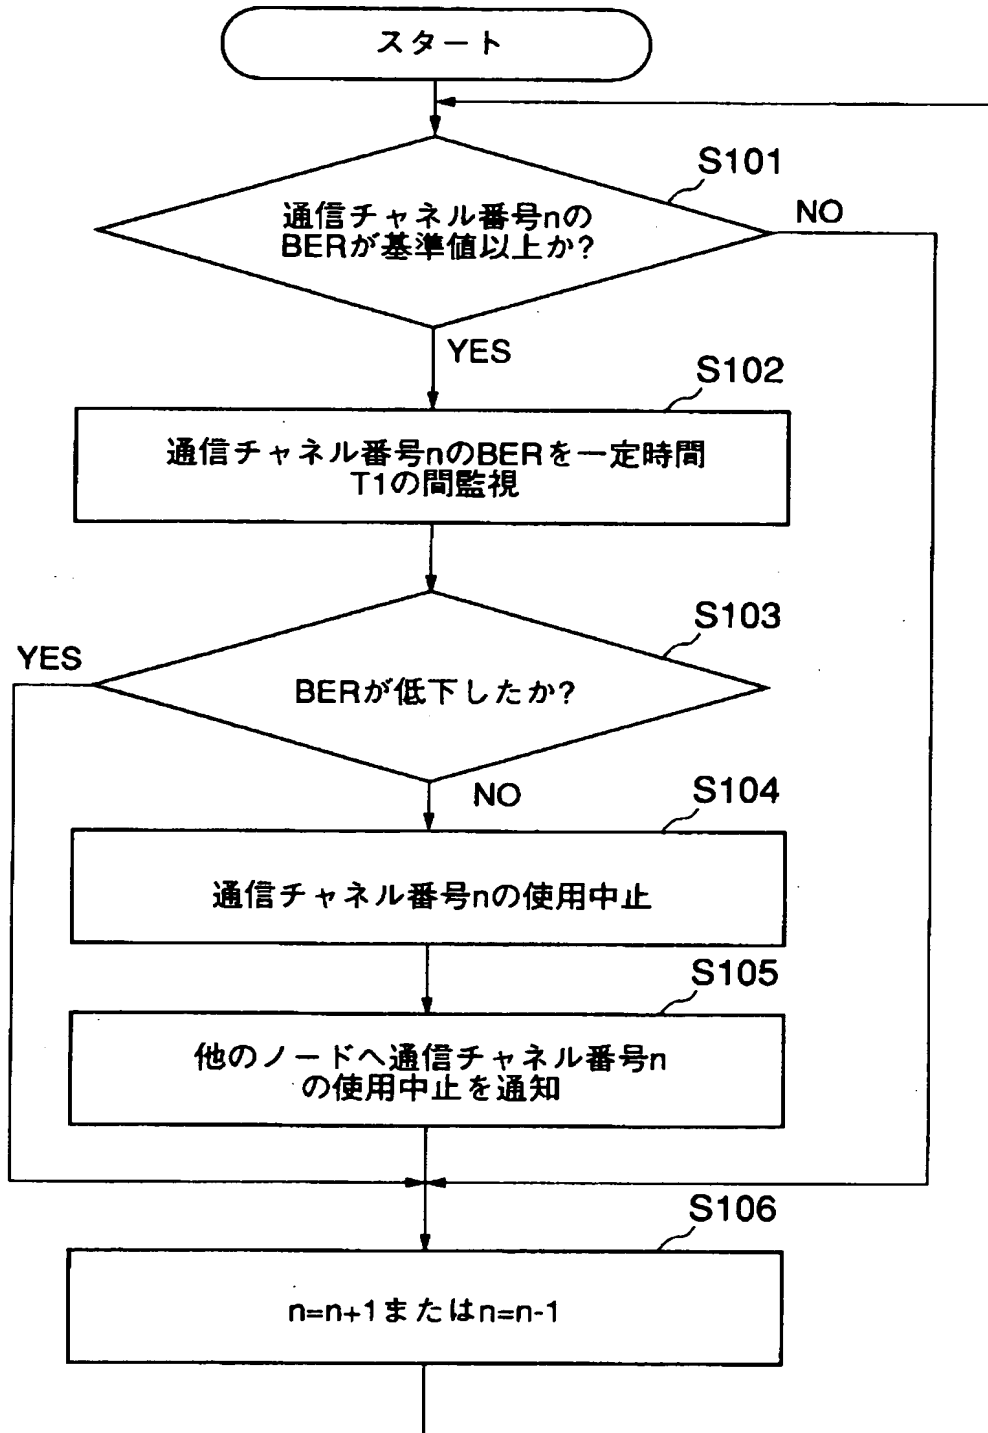 スタート
S101
通信チャネル番号nの
BERが基準値以上か?
NO
YES
S102
通信チャネル番号nのBERを一定時間
T1の間監視
S103
YES
BERが低下したか?
NO
S104
通信チャネル番号nの使用中止
S105
他のノードへ通信チャネル番号n
の使用中止を通知
S106
n=n+1またはn=n-1